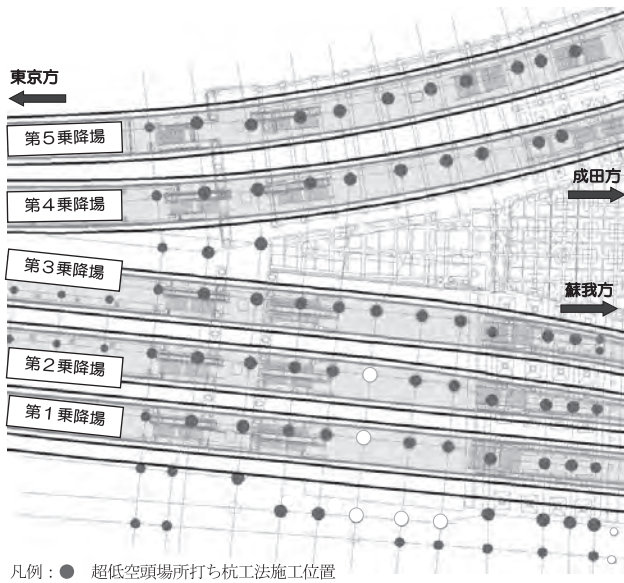 東京方
第5乗降場
成田方
第4乗降場
第3乗降場
蘇我方
第2乗降場
第1乗降場
凡例：● 超低空頭場所打ち杭工法施工位置